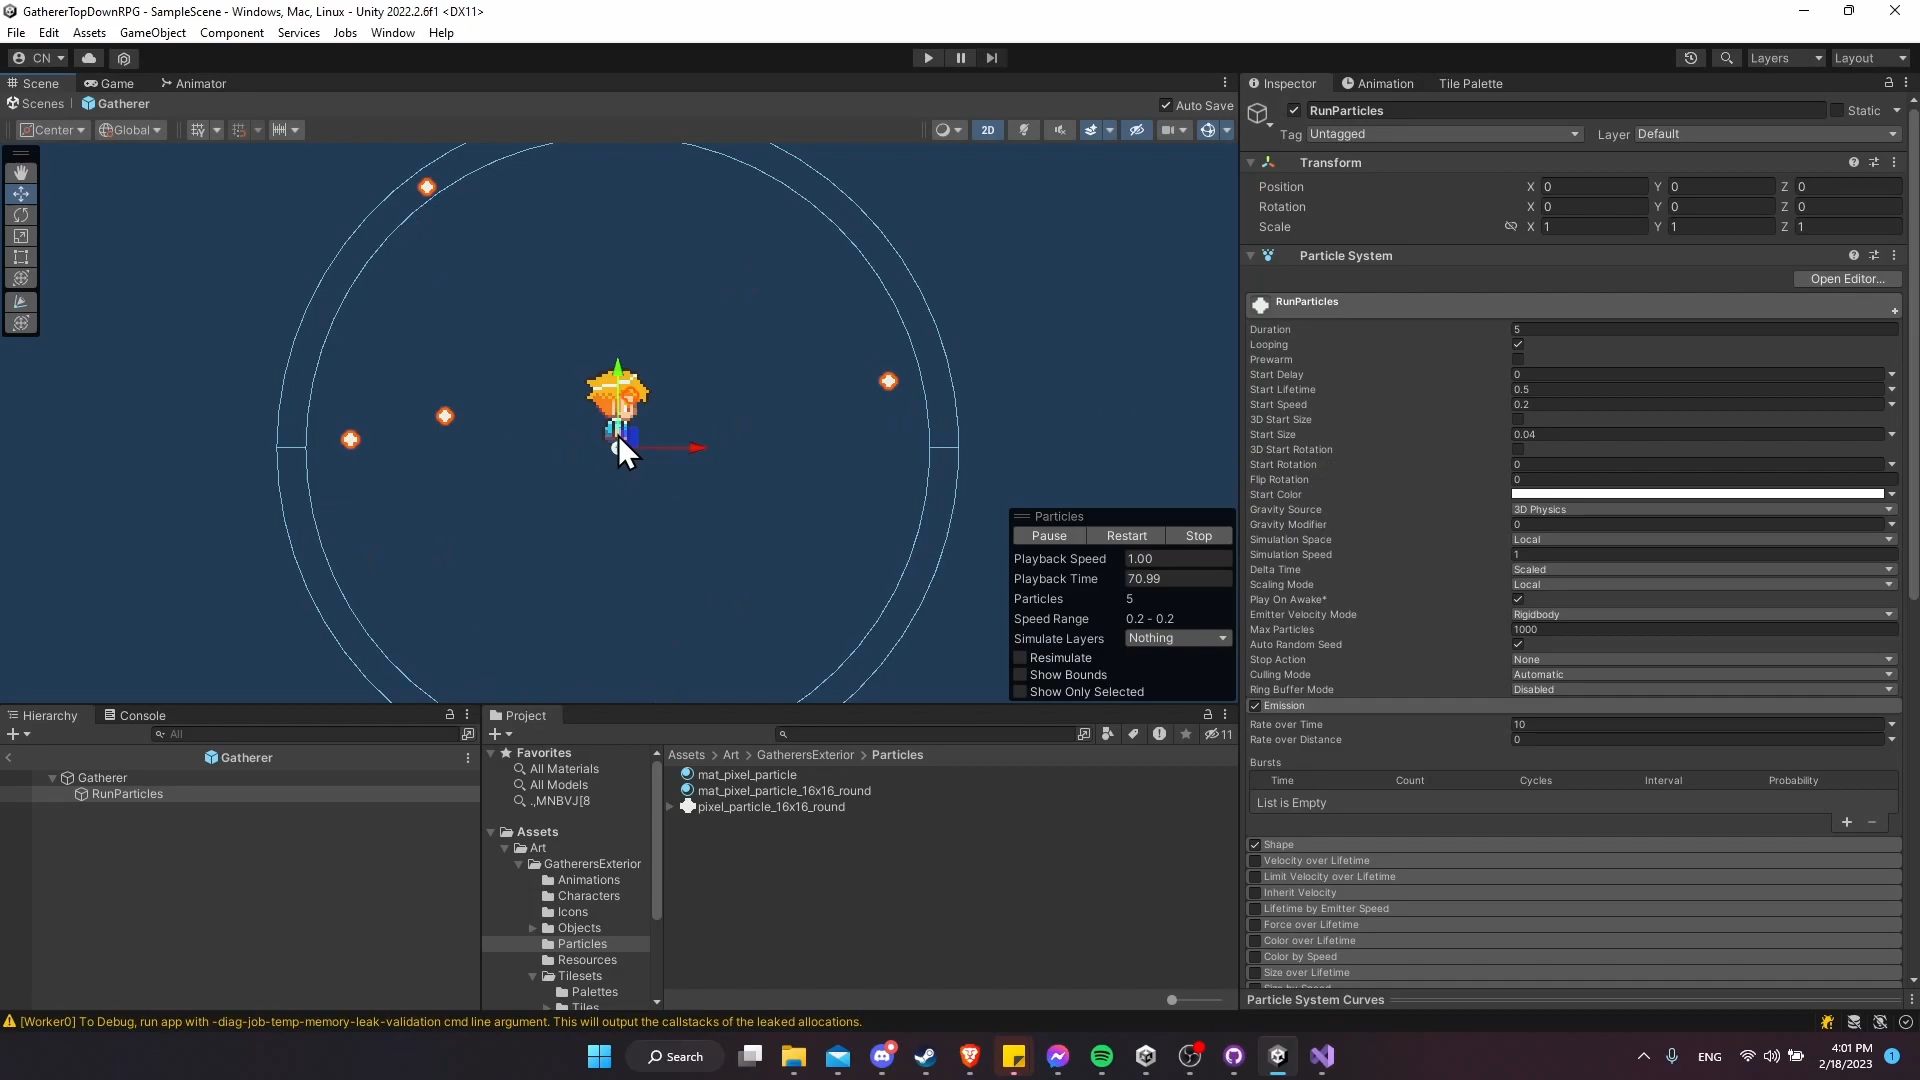 GathererTopDownRPG - SampleScene - Windows, Mac, Linux - Unity 2022.2.6f1 <DX11>
File Edit Assets GameObject Component Services Jobs Window Help
CN
Layers Layout
Scene Game Animator
Inspector Animation Tile Palette
Scenes Gatherer
Auto Save
RunParticles Static
Center Global 2D
Tag Untagged Layer Default
Transform
Position X 0 Y 0 Z 0
Rotation X 0 Y 0 Z 0
Scale X 1 Y 1 Z 1
Particle System
Open Editor...
RunParticles
Duration 5
Looping
Prewarm
Start Delay 0
Start Lifetime 0.5
Start Speed 0.2
3D Start Size
Start Size 0.04
3D Start Rotation
Start Rotation 0
Flip Rotation 0
Start Color
Gravity Source 3D Physics
Gravity Modifier 0
Simulation Space Local
Simulation Speed 1
Delta Time Scaled
Scaling Mode Local
Play On Awake*
Emitter Velocity Mode Rigidbody
Max Particles 1000
Auto Random Seed
Stop Action None
Culling Mode Automatic
Ring Buffer Mode Disabled
Emission
Rate over Time 10
Rate over Distance 0
Bursts
Time Count Cycles Interval Probability
List is Empty
Shape
Velocity over Lifetime
Limit Velocity over Lifetime
Inherit Velocity
Lifetime by Emitter Speed
Force over Lifetime
Color over Lifetime
Color by Speed
Size over Lifetime
Particle System Curves
Particles
Pause Restart Stop
Playback Speed 1.00
Playback Time 70.99
Particles 5
Speed Range 0.2 - 0.2
Simulate Layers Nothing
Resimulate
Show Bounds
Show Only Selected
Hierarchy Console
All
Gatherer
Gatherer
RunParticles
Project
11
Favorites
All Materials
All Models
.,MNBVJ[8
Assets
Art
GatherersExterior
Animations
Characters
Icons
Objects
Particles
Resources
Tilesets
Palettes
Tiles
Assets > Art > GatherersExterior > Particles
mat_pixel_particle
mat_pixel_particle_16x16_round
pixel_particle_16x16_round
[Worker0] To Debug, run app with -diag-job-temp-memory-leak-validation cmd line argument. This will output the callstacks of the leaked allocations.
Search
ENG
4:01 PM
2/18/2023
1